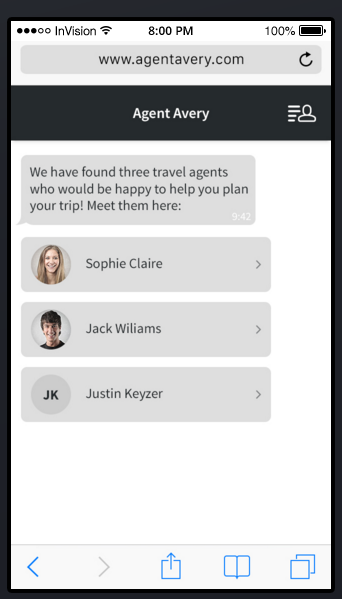 InVision 8:00 PM 100%
www.agentavery.com
Agent Avery
We have found three travel agents
who would be happy to help you plan
your trip! Meet them here:
9:42
Sophie Claire
Jack Wiliams
JK Justin Keyzer